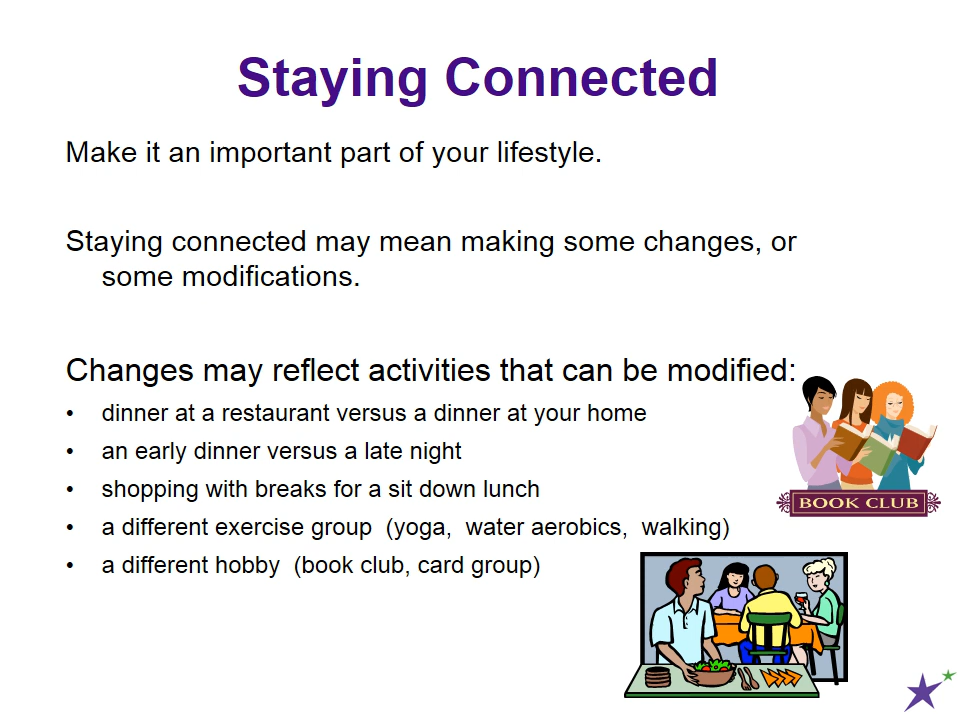 Staying Connected
Make it an important part of your lifestyle.
Staying connected may mean making some changes, or
some modifications.
Changes may reflect activities that can be modified:
• dinner at a restaurant versus a dinner at your home
• an early dinner versus a late night
• shopping with breaks for a sit down lunch
• a different exercise group  (yoga,  water aerobics,  walking)
• a different hobby  (book club, card group)
BOOK CLUB